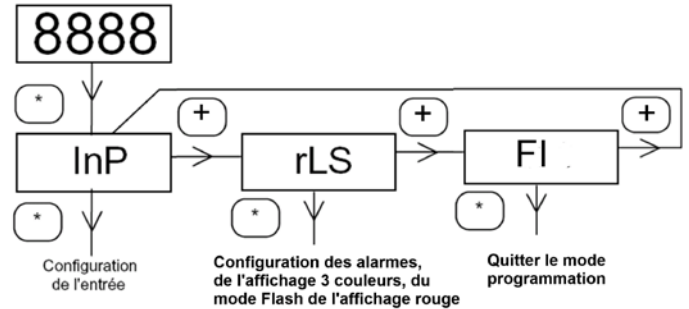 8888
*
+
+
+
InP
rLS
FI
*
*
*
Configuration
de l'entrée
Configuration des alarmes,
de l'affichage 3 couleurs, du
mode Flash de l'affichage rouge
Quitter le mode
programmation